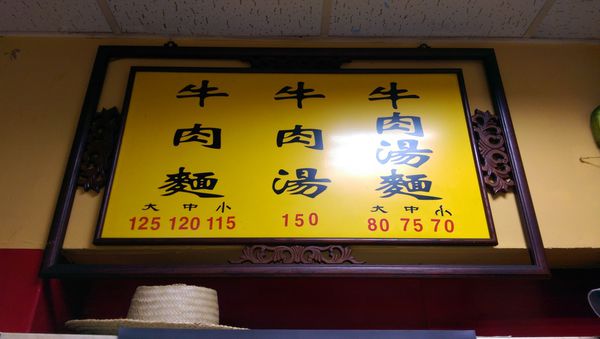 牛肉麵
大 中 小
125 120 115
牛肉湯
150
牛肉湯麵
大 中 小
80 75 70